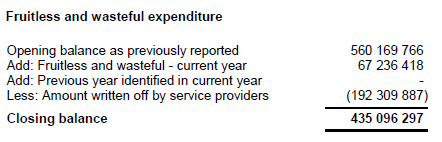 Fruitless and wasteful expenditure
Opening balance as previously reported 560 169 766
Add: Fruitless and wasteful - current year 67 236 418
Add: Previous year identified in current year -
Less: Amount written off by service providers (192 309 887)
Closing balance 435 096 297